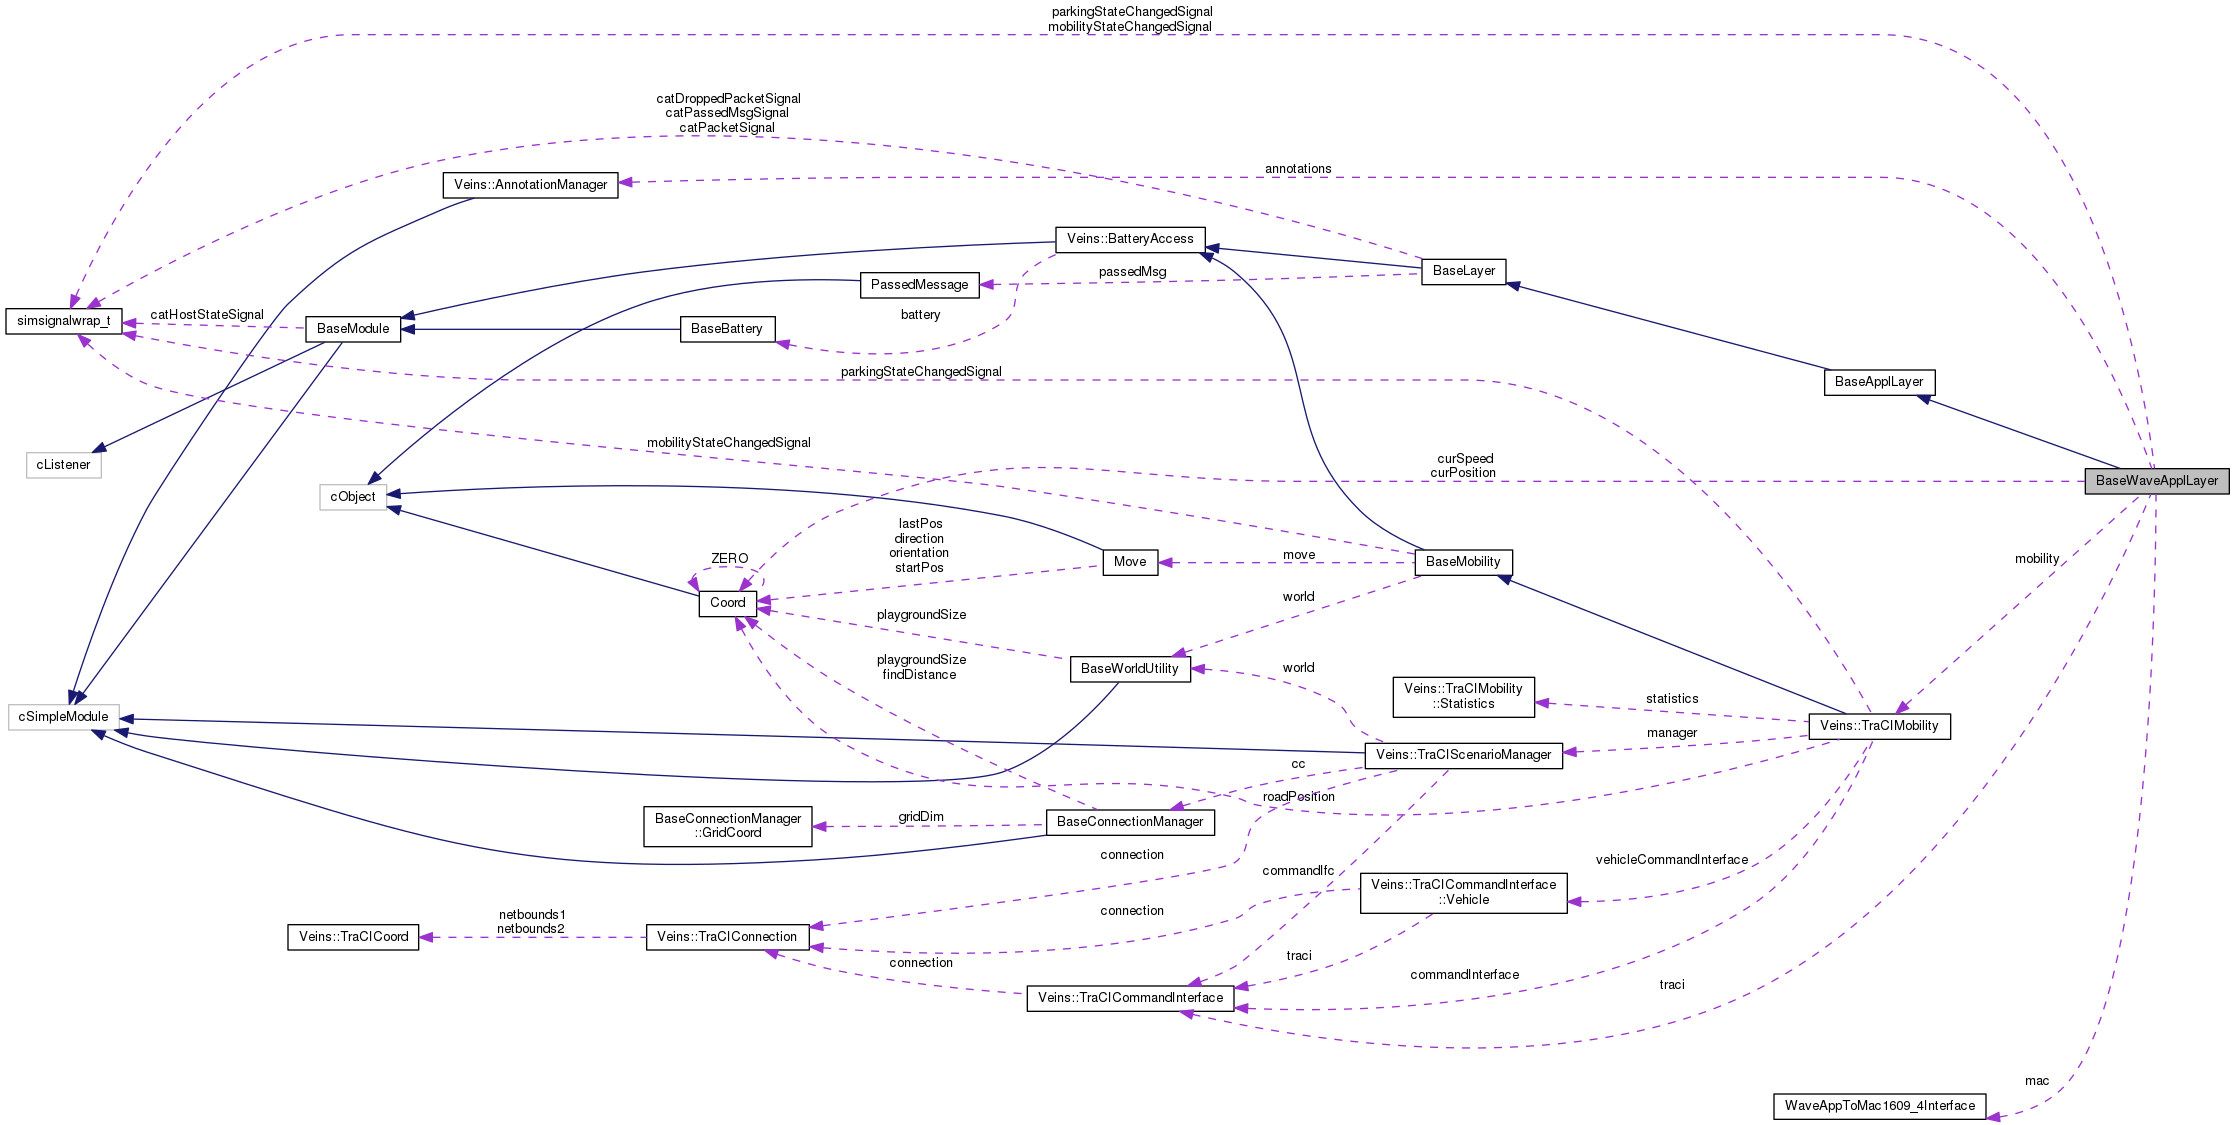 parkingStateChangedSignal
mobilityStateChangedSignal
catDroppedPacketSignal
catPassedMsgSignal
catPacketSignal
annotations
Veins::AnnotationManager
Veins::BatteryAccess
BaseLayer
passedMsg
PassedMessage
simsignalwrap_t
catHostStateSignal
BaseModule
BaseBattery
battery
parkingStateChangedSignal
BaseApplLayer
mobilityStateChangedSignal
cListener
curSpeed
curPosition
BaseWaveApplLayer
cObject
lastPos
direction
orientation
startPos
ZERO
Move
move
BaseMobility
mobility
Coord
world
playgroundSize
playgroundSize
findDistance
BaseWorldUtility
world
Veins::TraCIMobility
::Statistics
statistics
cSimpleModule
Veins::TraCIMobility
manager
Veins::TraCIScenarioManager
cc
roadPosition
BaseConnectionManager
::GridCoord
gridDim
BaseConnectionManager
connection
commandIfc
vehicleCommandInterface
Veins::TraCICommandInterface
::Vehicle
connection
netbounds1
netbounds2
Veins::TraCICoord
Veins::TraCIConnection
connection
traci
commandInterface
traci
Veins::TraCICommandInterface
mac
WaveAppToMac1609_4Interface